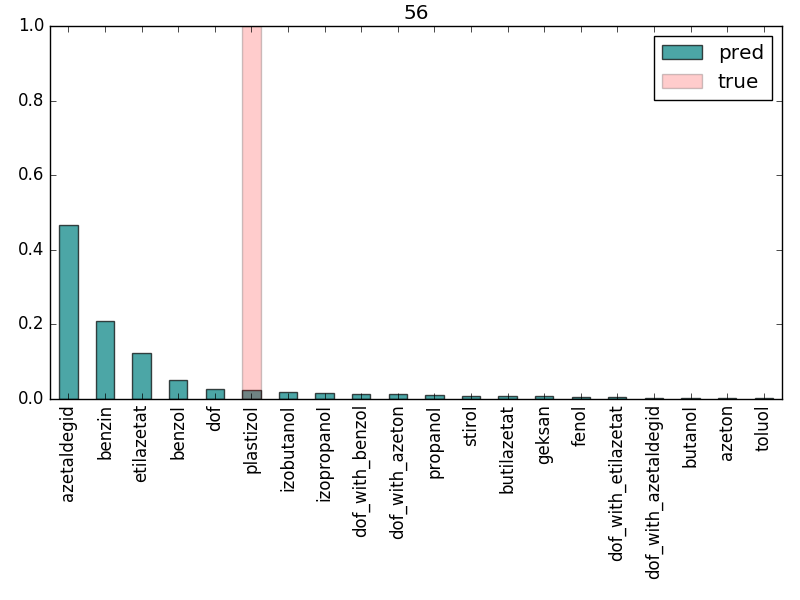 56
pred
true
1.0
0.8
0.6
0.4
0.2
0.0
azetaldegid
benzin
etilazetat
benzol
dof
plastizol
izobutanol
izopropanol
dof_with_benzol
dof_with_azeton
propanol
stirol
butilazetat
geksan
fenol
dof_with_etilazetat
dof_with_azetaldegid
butanol
azeton
toluol